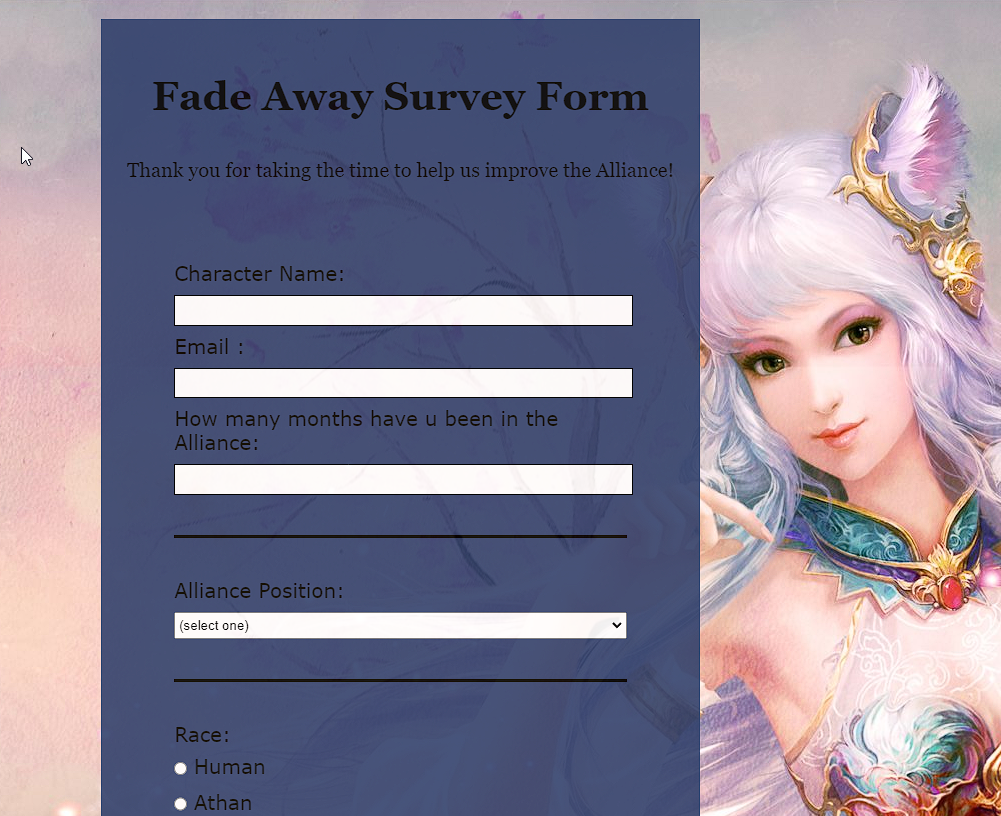 Fade Away Survey Form
Thank you for taking the time to help us improve the Alliance!
Character Name:
Email :
How many months have u been in the
Alliance:
Alliance Position:
(select one)
Race:
Human
Athan